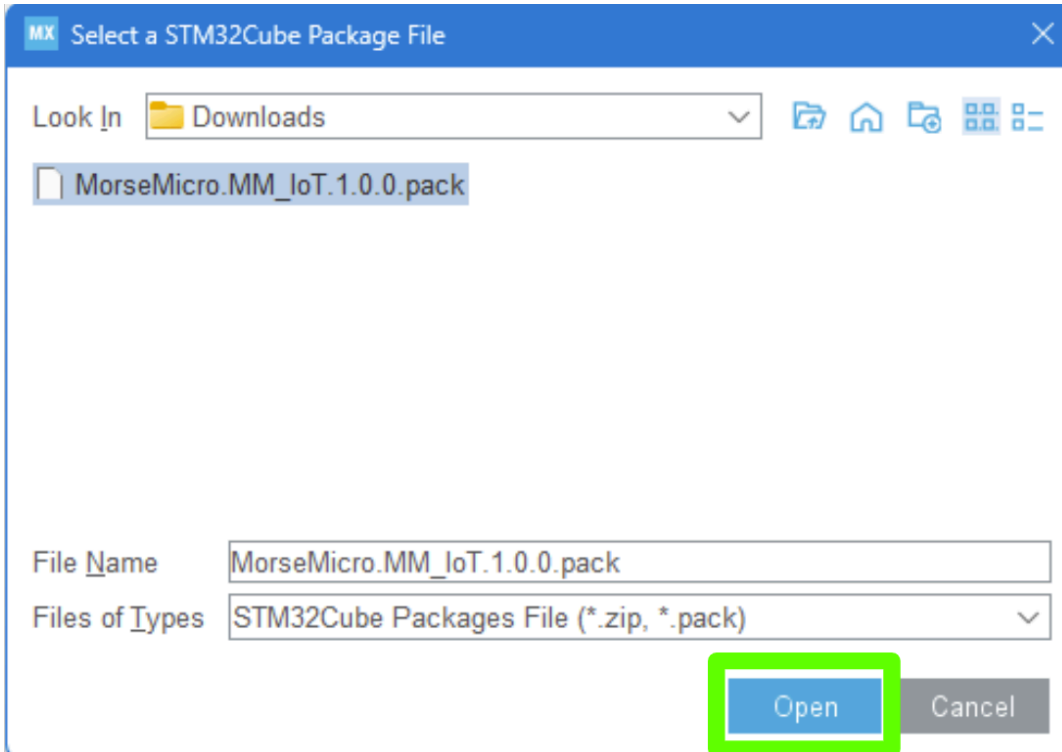 MX Select a STM32Cube Package File
Look In Downloads
MorseMicro.MM_IoT.1.0.0.pack
File Name MorseMicro.MM_IoT.1.0.0.pack
Files of Types STM32Cube Packages File (*.zip, *.pack)
Open Cancel